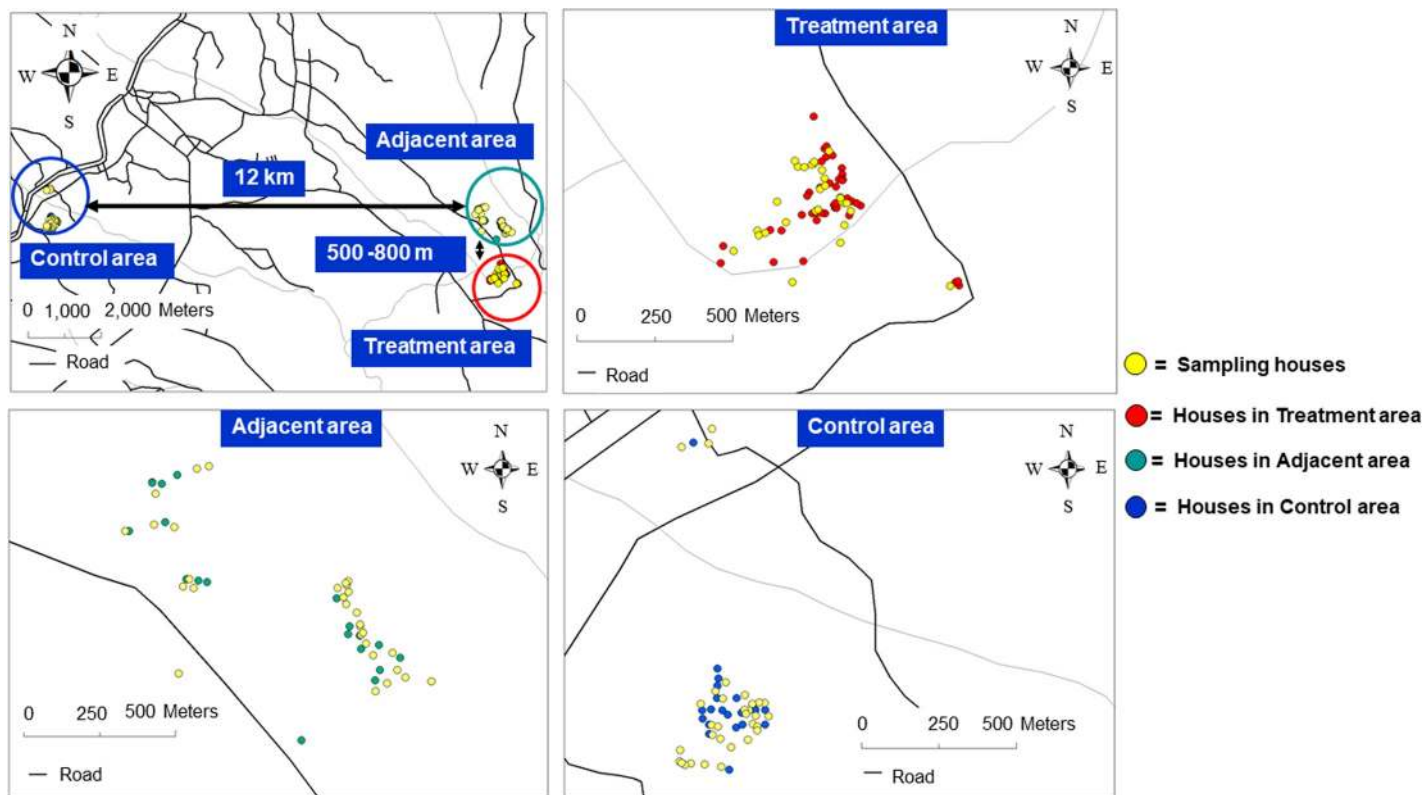 N
W E
S
Adjacent area
12 km
Control area
500 -800 m
0 1,000 2,000 Meters
Treatment area
Road
Treatment area
N
W E
S
0 250 500 Meters
Road
Adjacent area
N
W E
S
0 250 500 Meters
Road
Control area
N
W E
S
0 250 500 Meters
Road
= Sampling houses
= Houses in Treatment area
= Houses in Adjacent area
= Houses in Control area